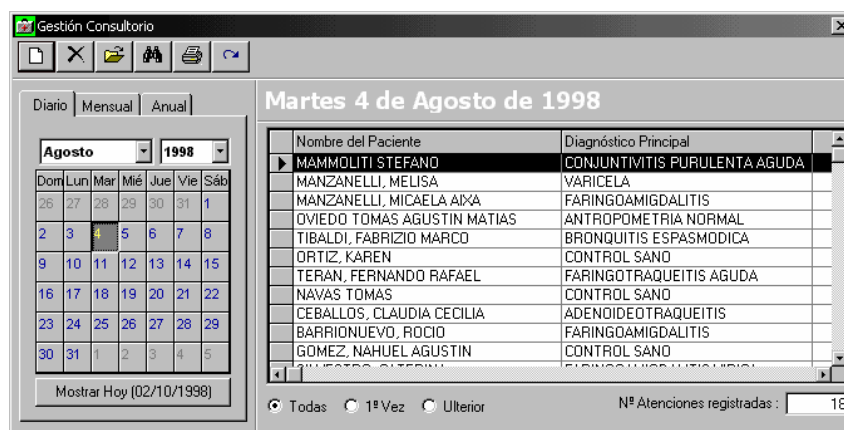 Gestión Consultorio
Diario Mensual Anual
Agosto 1998
Dom Lun Mar Mié Jue Vie Sáb
26 27 28 29 30 31 1
2 3 4 5 6 7 8
9 10 11 12 13 14 15
16 17 18 19 20 21 22
23 24 25 26 27 28 29
30 31 1 2 3 4 5
Mostrar Hoy (02/10/1998)
Martes 4 de Agosto de 1998
Nombre del Paciente Diagnóstico Principal
MAMMOLITI STEFANO CONJUNTIVITIS PURULENTA AGUDA
MANZANELLI, MELISA VARICELA
MANZANELLI, MICAELA AIXA FARINGOAMIGDALITIS
OVIEDO TOMAS AGUSTIN MATIAS ANTROPOMETRIA NORMAL
TIBALDI, FABRIZIO MARCO BRONQUITIS ESPASMODICA
ORTIZ, KAREN CONTROL SANO
TERAN, FERNANDO RAFAEL FARINGOTRAQUEITIS AGUDA
NAVAS TOMAS CONTROL SANO
CEBALLOS, CLAUDIA CECILIA ADENOIDEOTRAQUEITIS
BARRIONUEVO, ROCIO FARINGOAMIGDALITIS
GOMEZ, NAHUEL AGUSTIN CONTROL SANO
Todas 1ª Vez Ulterior Nº Atenciones registradas : 18